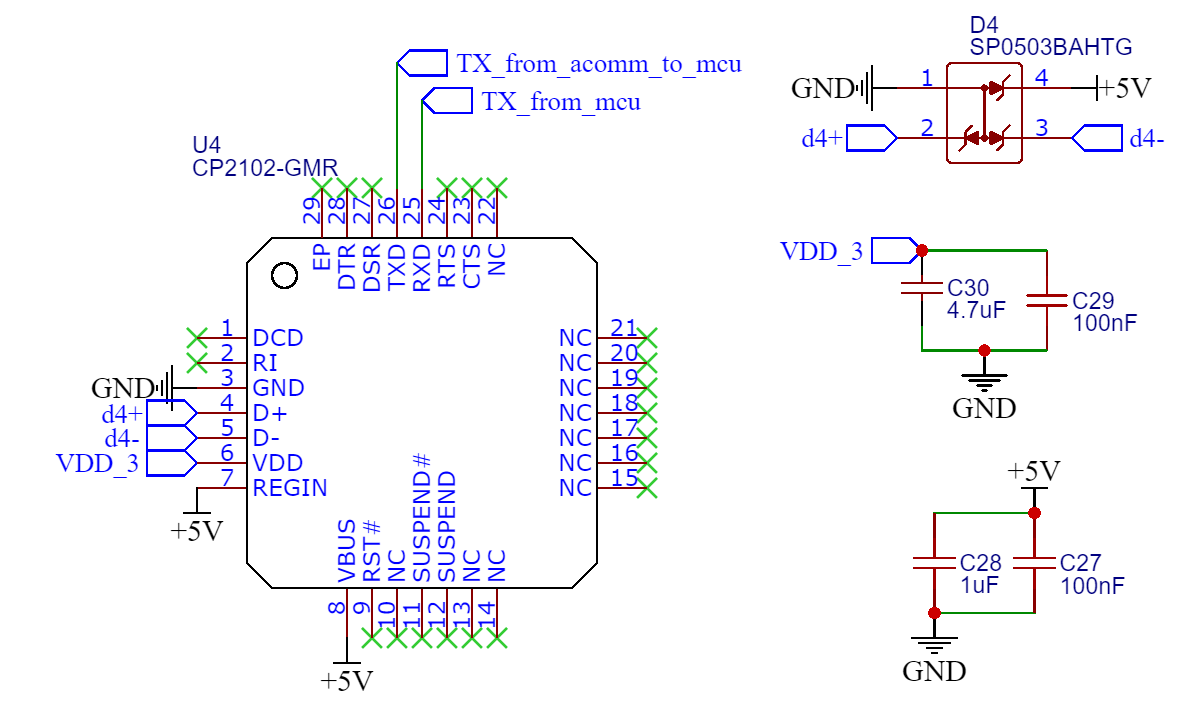 TX_from_acomm_to_mcu
TX_from_mcu
U4
CP2102-GMR
29 28 27 26 25 24 23 22
EP DTR DSR TXD RXD RTS CTS NC
1 DCD
2 RI
GND 3 GND
d4+ 4 D+
d4- 5 D-
VDD_3 6 VDD
7 REGIN
+5V
NC 21
NC 20
NC 19
NC 18
NC 17
NC 16
NC 15
VBUS RST# NC SUSPEND# SUSPEND NC NC
8 9 10 11 12 13 14
+5V
D4
SP0503BAHTG
GND 1 4 +5V
d4+ 2 3 d4-
VDD_3
C30
4.7uF
C29
100nF
GND
+5V
C28
1uF
C27
100nF
GND